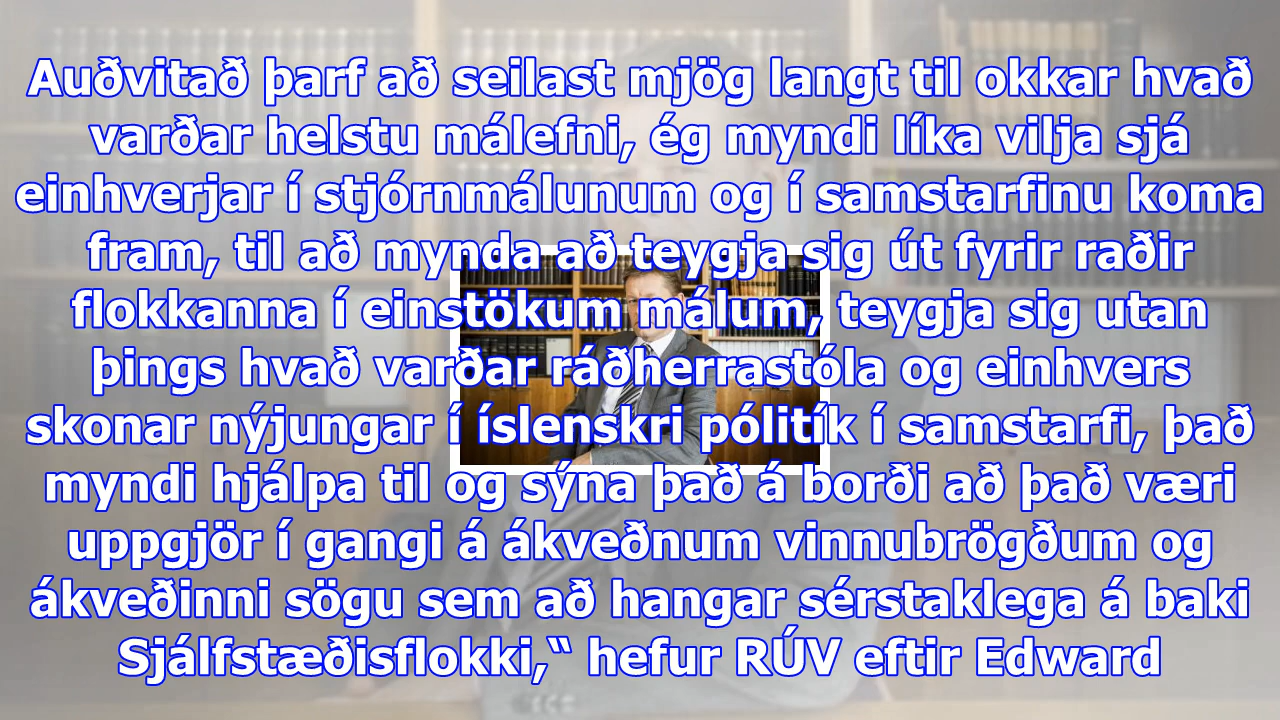 Auðvitað þarf að seilast mjög langt til okkar hvað
varðar helstu málefni, ég myndi líka vilja sjá
einhverjar í stjórnmálunum og í samstarfinu koma
fram, til að mynda að teygja sig út fyrir raðir
flokkanna í einstökum málum, teygja sig utan
þings hvað varðar ráðherrastóla og einhvers
skonar nýjungar í íslenskri pólitík í samstarfi, það
myndi hjálpa til og sýna það á borði að það væri
uppgjör í gangi á ákveðnum vinnubrögðum og
ákveðinni sögu sem að hangar sérstaklega á baki
Sjálfstæðisflokki,“ hefur RÚV eftir Edward